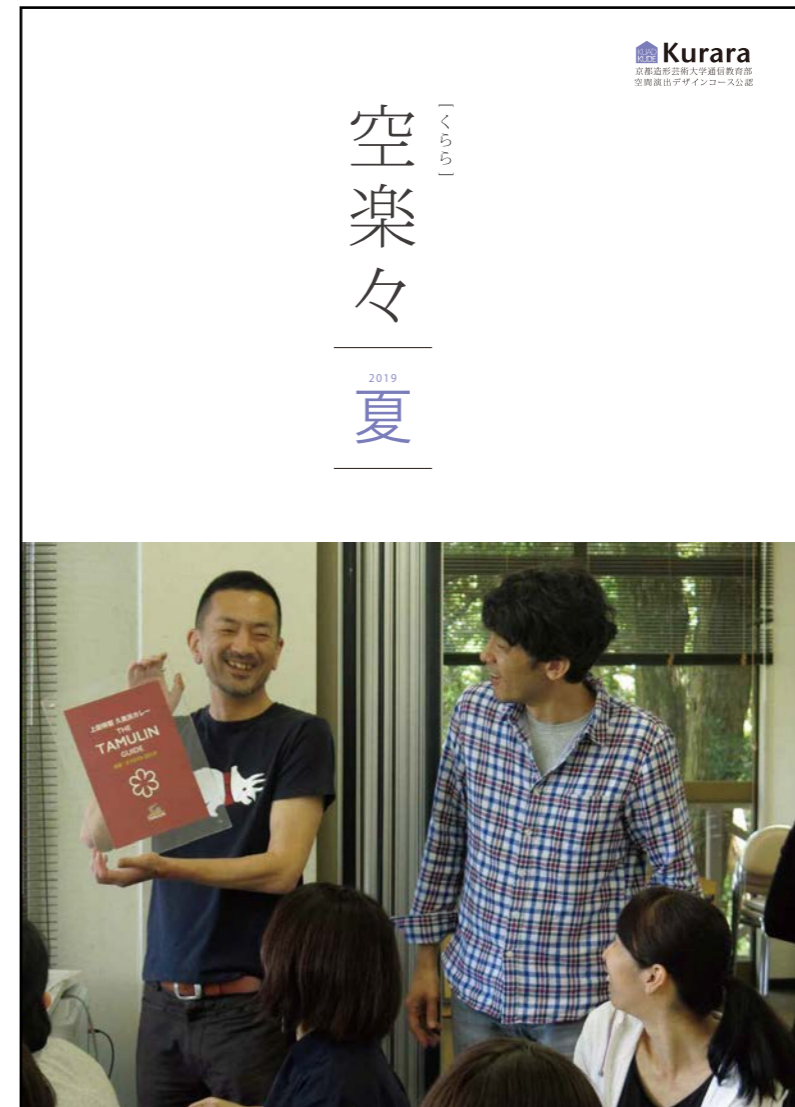 KUAD
KUDE
Kurara
京都造形芸術大学通信教育部
空間演出デザインコース公認
空楽々
[くらら]
2019
夏
THE
TAMULIN
GUIDE